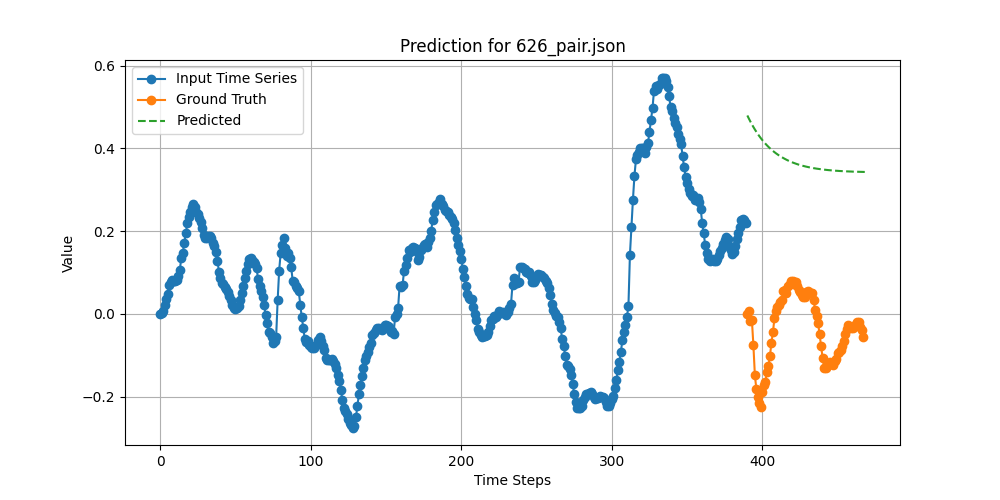 Prediction for 626_pair.json
Input Time Series
Ground Truth
Predicted
0.6
0.4
0.2
0.0
−0.2
Value
0 100 200 300 400
Time Steps